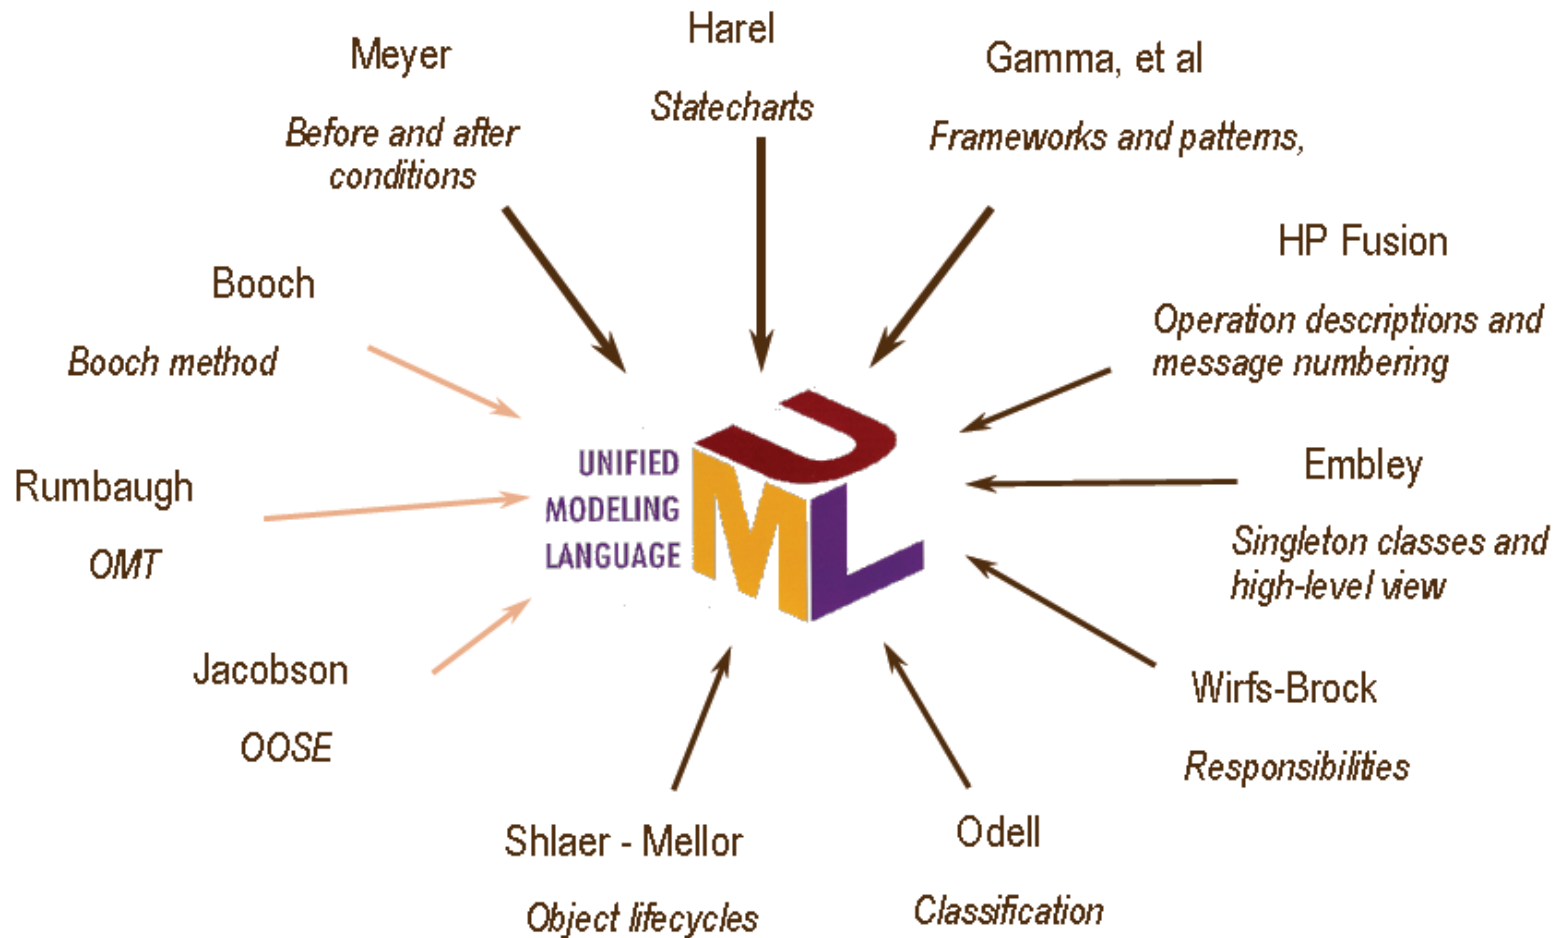 Harel
Statecharts
Meyer
Before and after
conditions
Gamma, et al
Frameworks and patterns,
HP Fusion
Operation descriptions and
message numbering
Booch
Booch method
Embley
Singleton classes and
high-level view
Rumbaugh
OMT
UNIFIED
MODELING
LANGUAGE
UML
Jacobson
OOSE
Wirfs-Brock
Responsibilities
Shlaer - Mellor
Object lifecycles
Odell
Classification